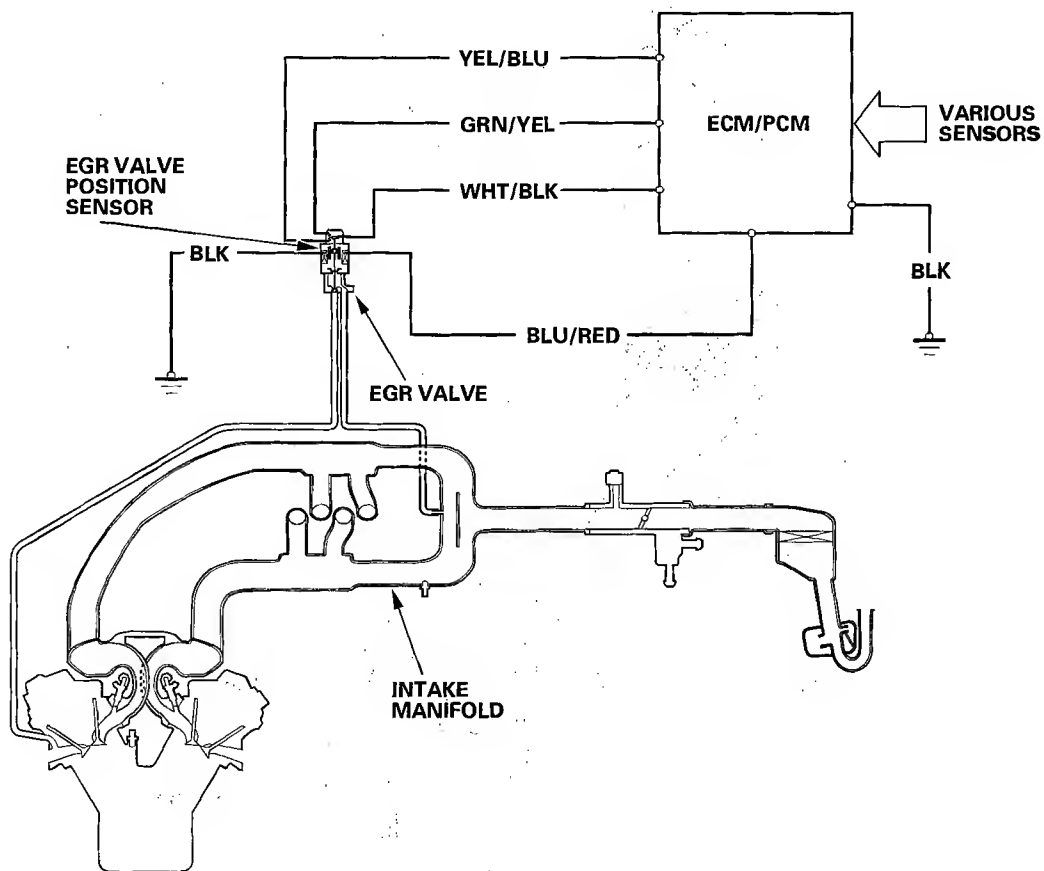 YEL/BLU
GRN/YEL
ECM/PCM
VARIOUS
SENSORS
EGR VALVE
POSITION
SENSOR
WHT/BLK
BLK
BLK
BLU/RED
EGR VALVE
INTAKE
MANIFOLD